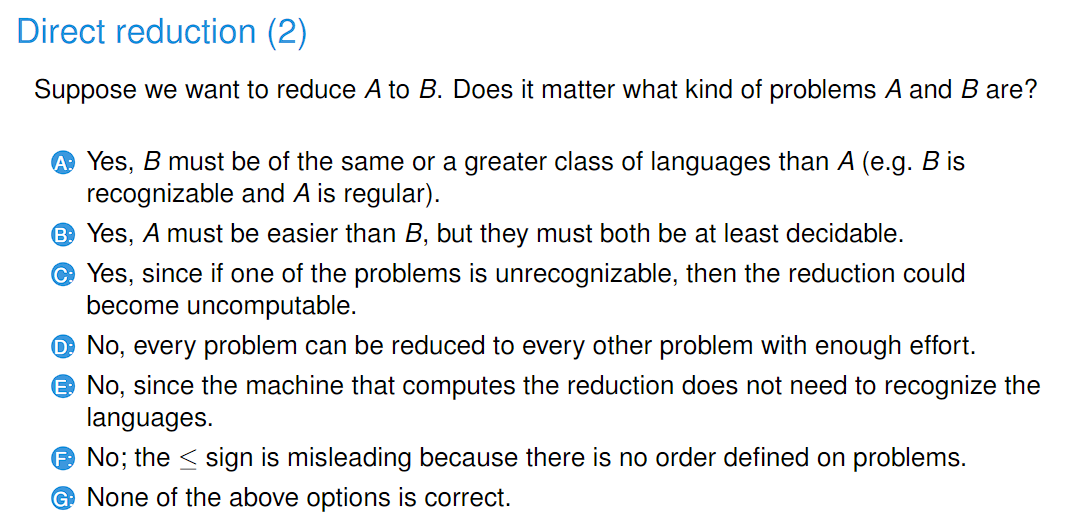 Direct reduction (2)
Suppose we want to reduce A to B. Does it matter what kind of problems A and B are?
A: Yes, B must be of the same or a greater class of languages than A (e.g. B is
recognizable and A is regular).
B: Yes, A must be easier than B, but they must both be at least decidable.
C: Yes, since if one of the problems is unrecognizable, then the reduction could
become uncomputable.
D: No, every problem can be reduced to every other problem with enough effort.
E: No, since the machine that computes the reduction does not need to recognize the
languages.
F: No; the ≤ sign is misleading because there is no order defined on problems.
G: None of the above options is correct.